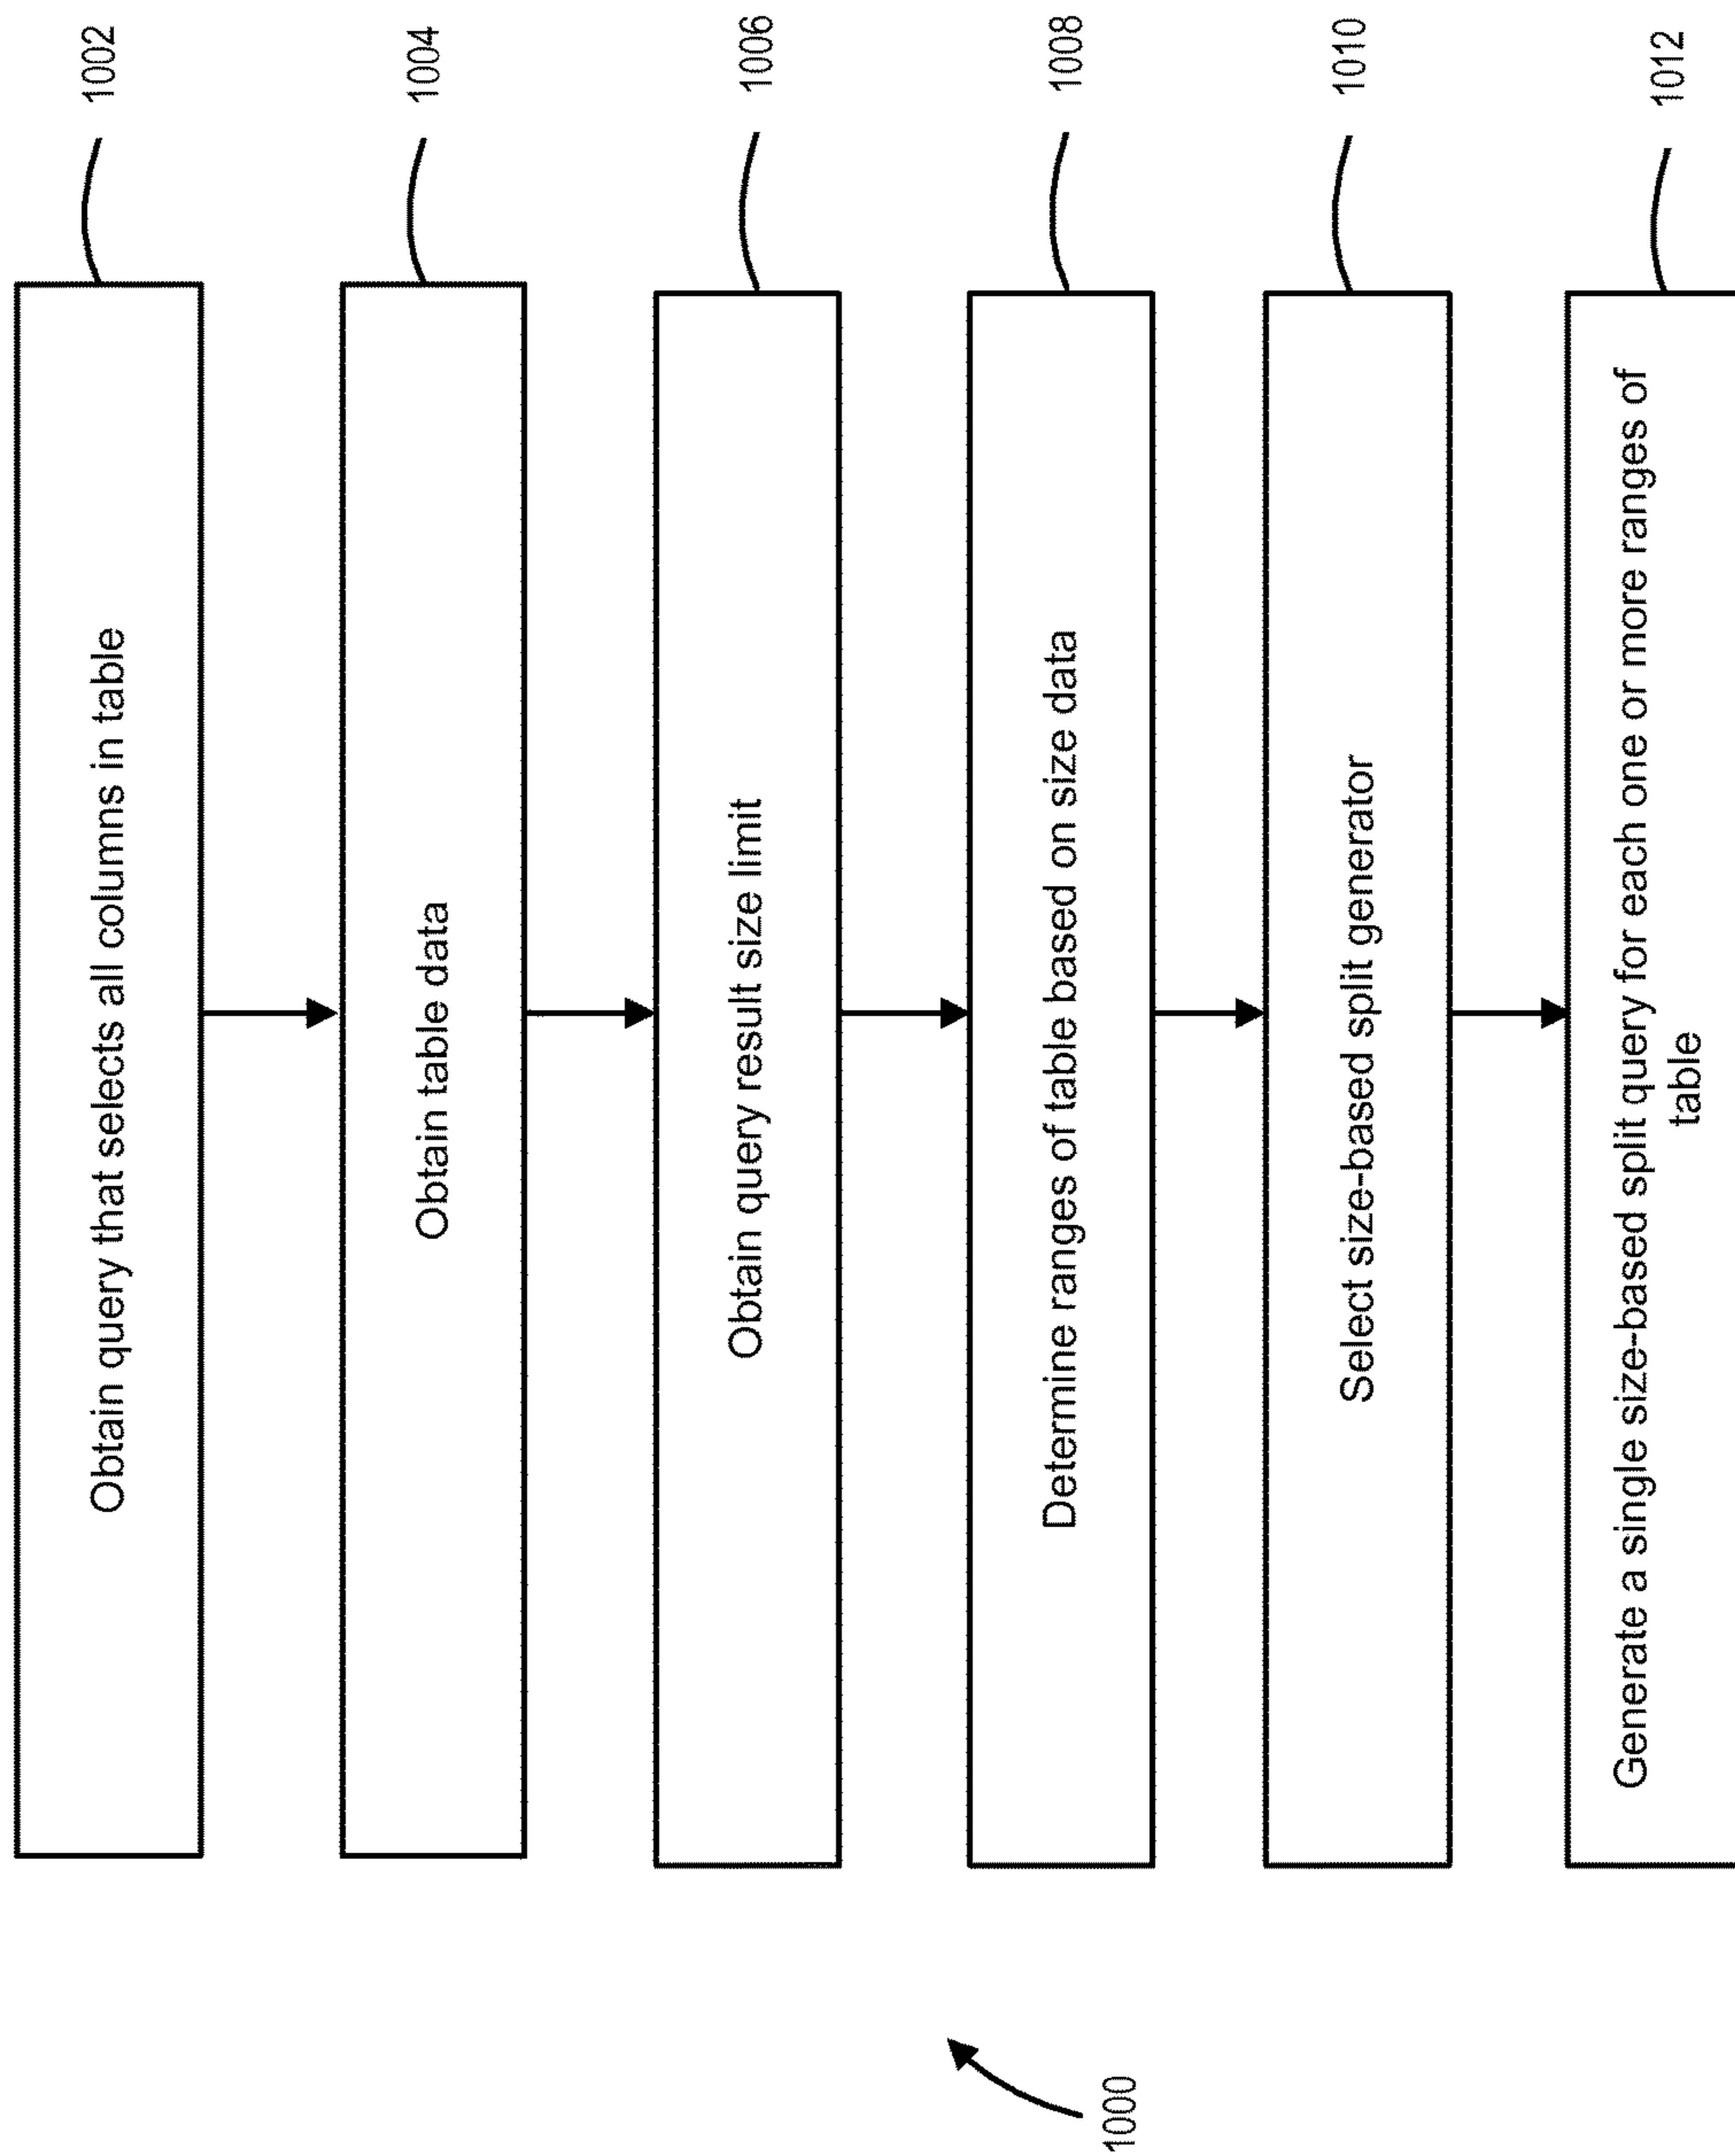 1000
Obtain query that selects all columns in table
1002
Obtain table data
1004
Obtain query result size limit
1006
Determine ranges of table based on size data
1008
Select size-based split generator
1010
Generate a single size-based split query for each one or more ranges of
table
1012